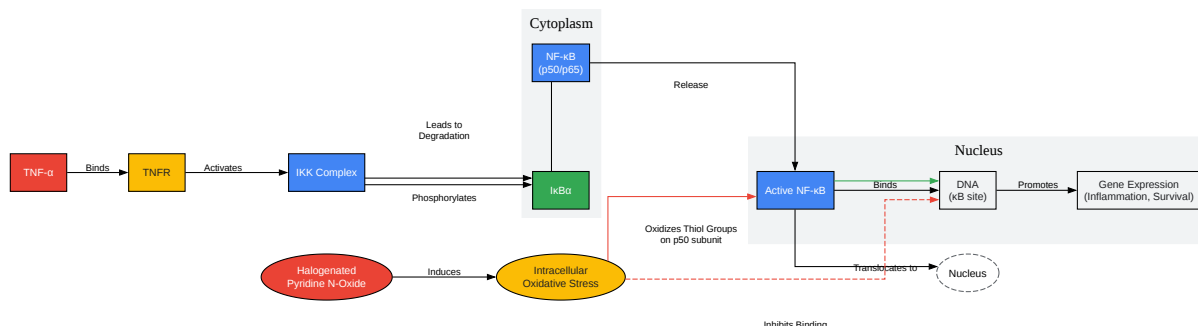 Cytoplasm
NF-κB
(p50/p65)
Release
Leads to
Degradation
Nucleus
TNF-α
Binds
TNFR
Activates
IKK Complex
Phosphorylates
IκBα
Active NF-κB
Binds
DNA
(κB site)
Promotes
Gene Expression
(Inflammation, Survival)
Oxidizes Thiol Groups
on p50 subunit
Halogenated
Pyridine N-Oxide
Induces
Intracellular
Oxidative Stress
Translocates to
Nucleus
Inhibits Binding